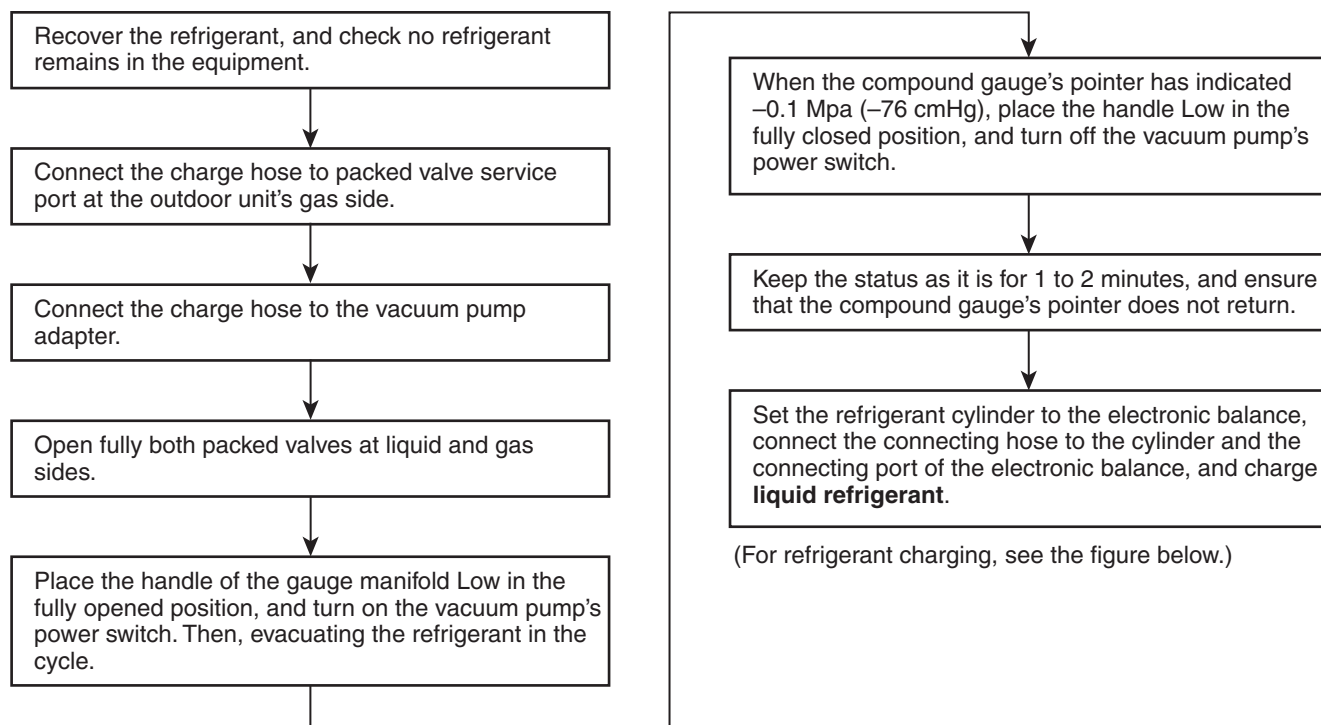 Recover the refrigerant, and check no refrigerant
remains in the equipment.
Connect the charge hose to packed valve service
port at the outdoor unit's gas side.
Connect the charge hose to the vacuum pump
adapter.
Open fully both packed valves at liquid and gas
sides.
Place the handle of the gauge manifold Low in the
fully opened position, and turn on the vacuum pump's
power switch. Then, evacuating the refrigerant in the
cycle.
When the compound gauge's pointer has indicated
–0.1 Mpa (–76 cmHg), place the handle Low in the
fully closed position, and turn off the vacuum pump's
power switch.
Keep the status as it is for 1 to 2 minutes, and ensure
that the compound gauge's pointer does not return.
Set the refrigerant cylinder to the electronic balance,
connect the connecting hose to the cylinder and the
connecting port of the electronic balance, and charge
liquid refrigerant.
(For refrigerant charging, see the figure below.)